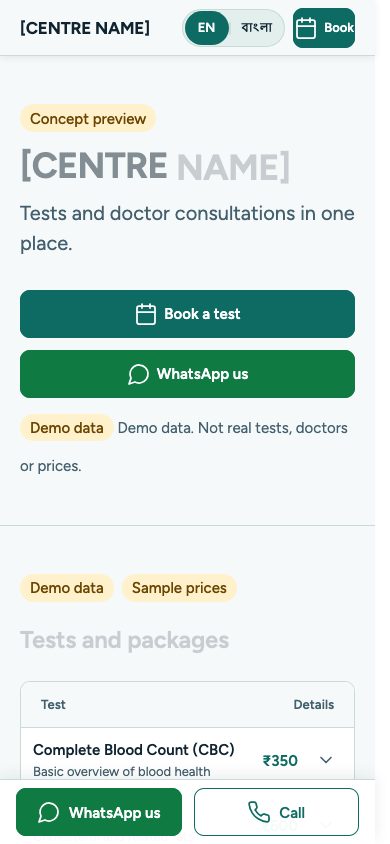 [CENTRE NAME]
EN
বাংলা
Book
Concept preview
[CENTRE NAME]
Tests and doctor consultations in one
place.
Book a test
WhatsApp us
Demo data Demo data. Not real tests, doctors
or prices.
Demo data
Sample prices
Tests and packages
Test
Details
Complete Blood Count (CBC)
₹350
Basic overview of blood health
WhatsApp us
Call